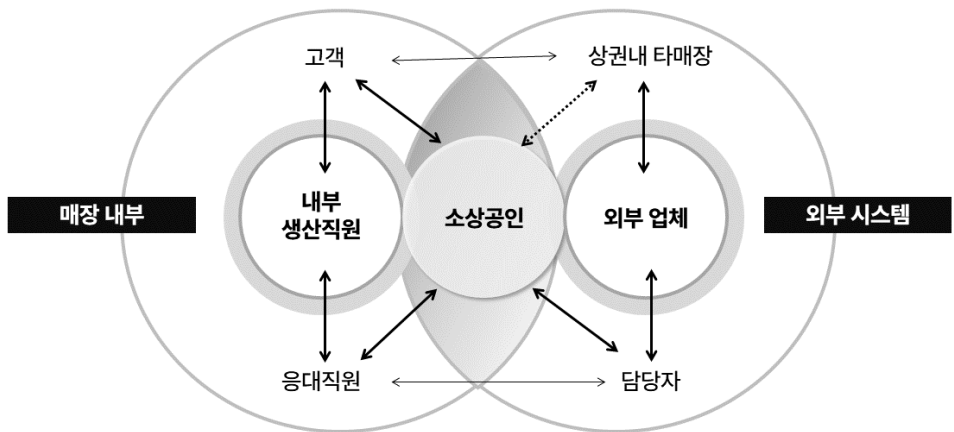 고객
상권내 타매장
매장 내부
내부
생산직원
소상공인
외부 업체
외부 시스템
응대직원
담당자